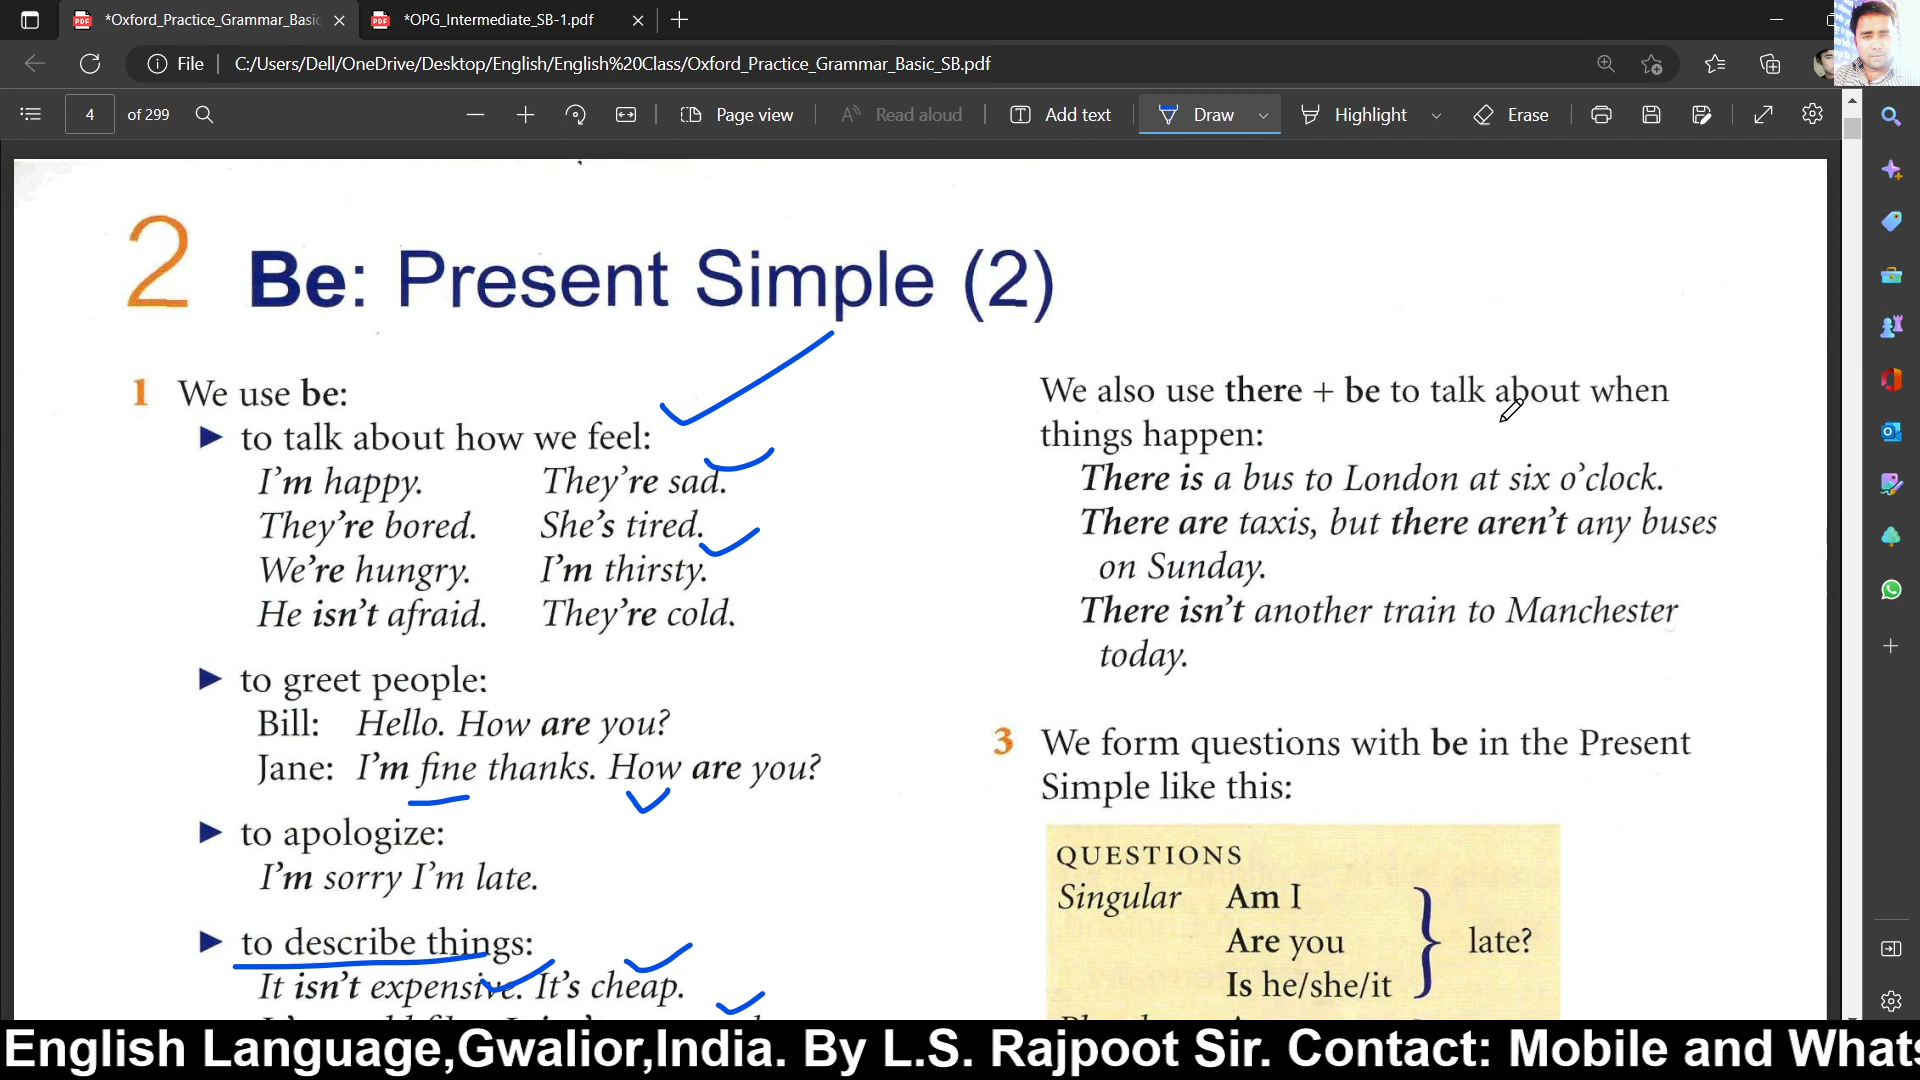 *Oxford_Practice_Grammar_Basic
*OPG_Intermediate_SB-1.pdf
File
C:/Users/Dell/OneDrive/Desktop/English/English%20Class/Oxford_Practice_Grammar_Basic_SB.pdf
4 of 299
Page view
Read aloud
Add text
Draw
Highlight
Erase
2 Be: Present Simple (2)
1 We use be:
► to talk about how we feel:
I'm happy. They're sad.
They're bored. She's tired.
We're hungry. I'm thirsty.
He isn't afraid. They're cold.
► to greet people:
Bill: Hello. How are you?
Jane: I'm fine thanks. How are you?
► to apologize:
I'm sorry I'm late.
► to describe things:
It isn't expensive. It's cheap.
We also use there + be to talk about when
things happen:
There is a bus to London at six o'clock.
There are taxis, but there aren't any buses
on Sunday.
There isn't another train to Manchester
today.
3 We form questions with be in the Present
Simple like this:
QUESTIONS
Singular Am I
Are you late?
Is he/she/it
English Language,Gwalior,India. By L.S. Rajpoot Sir. Contact: Mobile and Whats